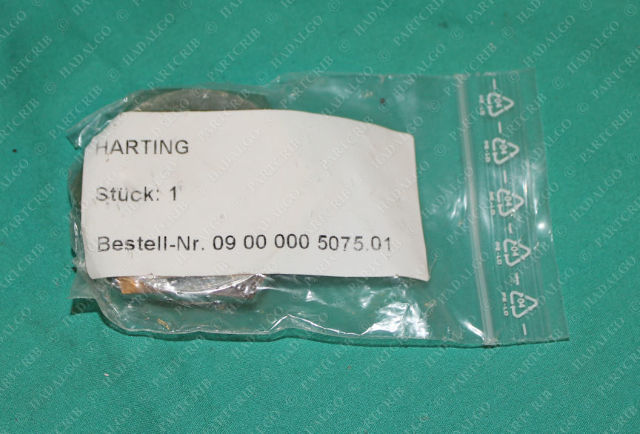 HARTING
Stück: 1
Bestell-Nr. 09 00 000 5075.01